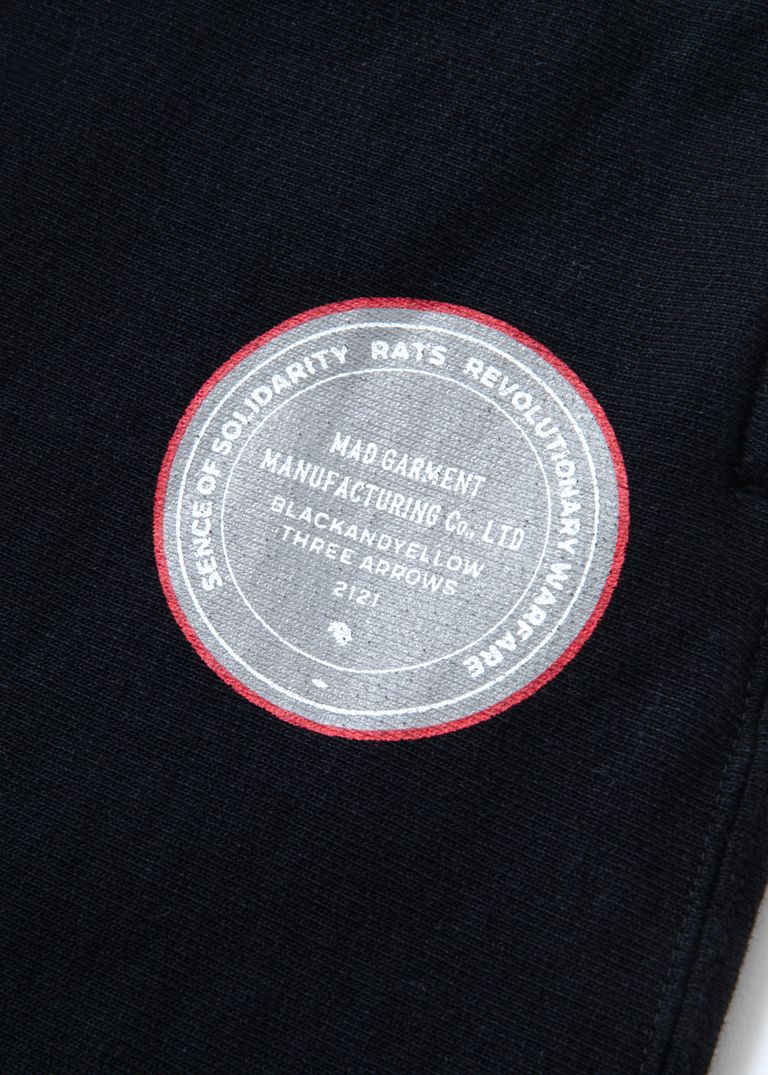 SENCE OF SOLIDARITY RATS REVOLUTIONARY WARFARE
MAD GARMENT
MANUFACTURING Co., LTD
BLACKANDYELLOW
THREE ARROWS
2121